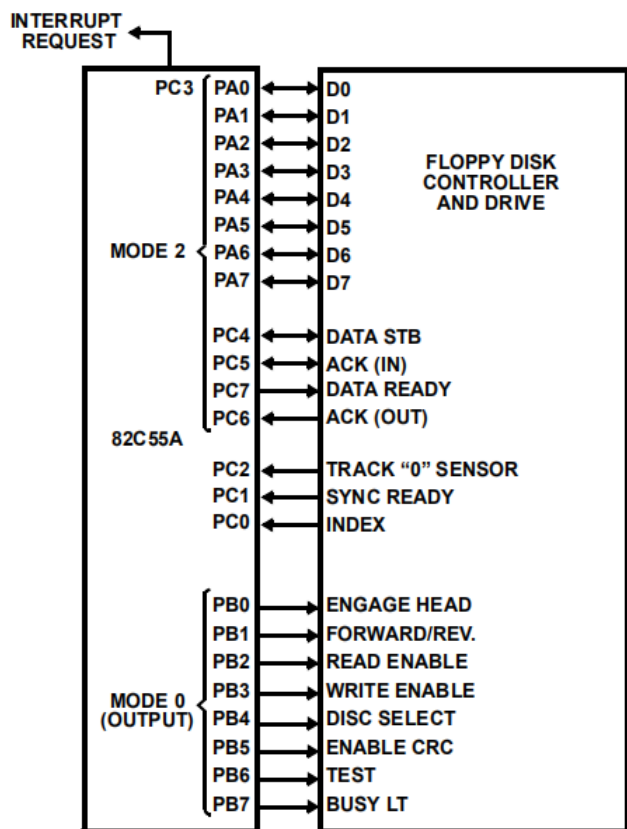 INTERRUPT
REQUEST
PC3 PA0 D0
PA1 D1
PA2 D2
PA3 D3
PA4 D4
PA5 D5
PA6 D6
PA7 D7
FLOPPY DISK
CONTROLLER
AND DRIVE
MODE 2
PC4 DATA STB
PC5 ACK (IN)
PC7 DATA READY
PC6 ACK (OUT)
82C55A
PC2 TRACK “0” SENSOR
PC1 SYNC READY
PC0 INDEX
PB0 ENGAGE HEAD
PB1 FORWARD/REV.
PB2 READ ENABLE
PB3 WRITE ENABLE
PB4 DISC SELECT
PB5 ENABLE CRC
PB6 TEST
PB7 BUSY LT
MODE 0
(OUTPUT)